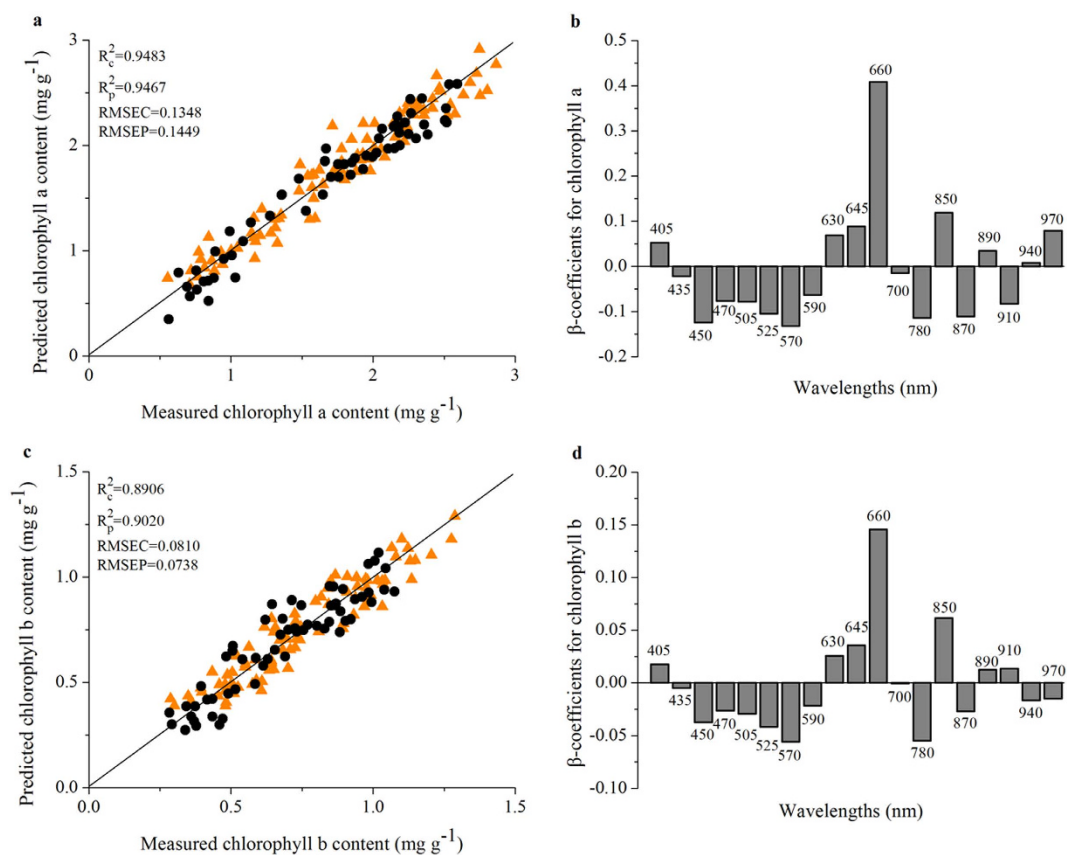 a
Predicted chlorophyll a content (mg g⁻¹)
3
2
1
0
R²c=0.9483
R²p=0.9467
RMSEC=0.1348
RMSEP=0.1449
0 1 2 3
Measured chlorophyll a content (mg g⁻¹)
b
β-coefficients for chlorophyll a
0.5
0.4
0.3
0.2
0.1
0.0
-0.1
-0.2
405 435 450 470 505 525 570 590 630 645 660 700 780 850 870 890 910 940 970
Wavelengths (nm)
c
Predicted chlorophyll b content (mg g⁻¹)
1.5
1.0
0.5
0.0
R²c=0.8906
R²p=0.9020
RMSEC=0.0810
RMSEP=0.0738
0.0 0.5 1.0 1.5
Measured chlorophyll b content (mg g⁻¹)
d
β-coefficients for chlorophyll b
0.20
0.15
0.10
0.05
0.00
-0.05
-0.10
405 435 450 470 505 525 570 590 630 645 660 700 780 850 870 890 910 940 970
Wavelengths (nm)